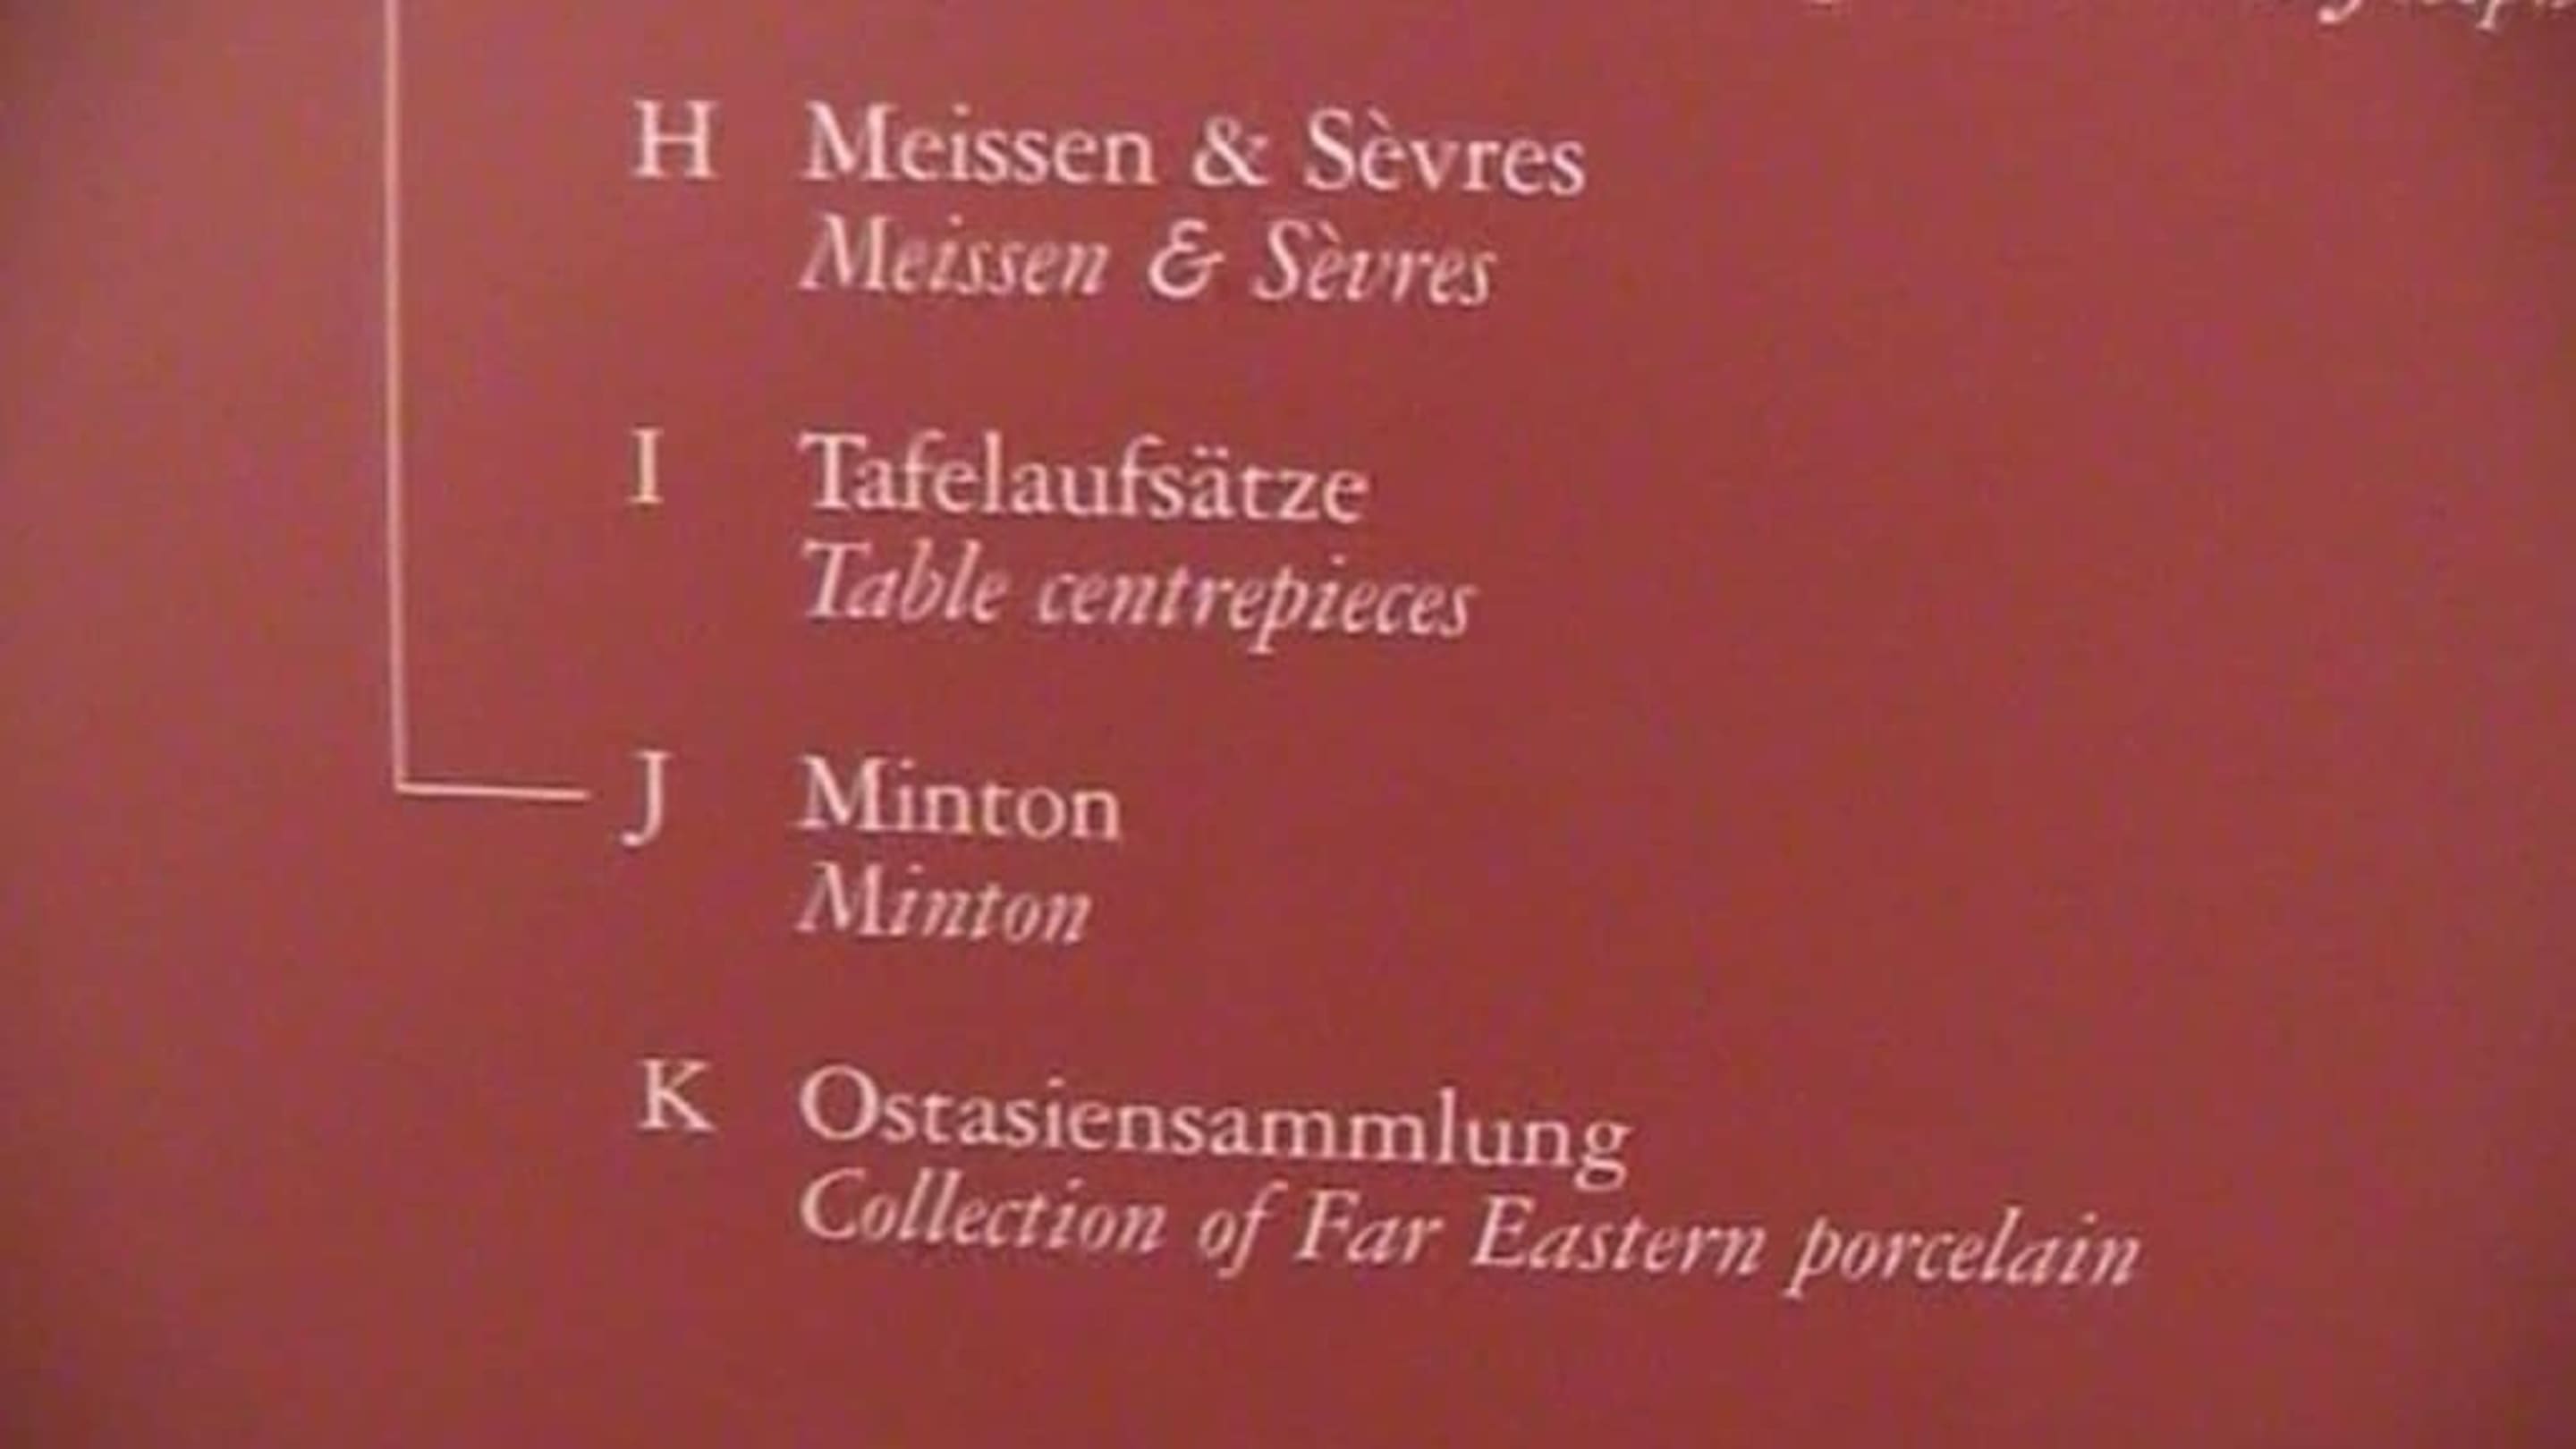 H Meissen & Sèvres
Meissen & Sèvres
I Tafelaufsätze
Table centrepieces
J Minton
Minton
K Ostasiensammlung
Collection of Far Eastern porcelain